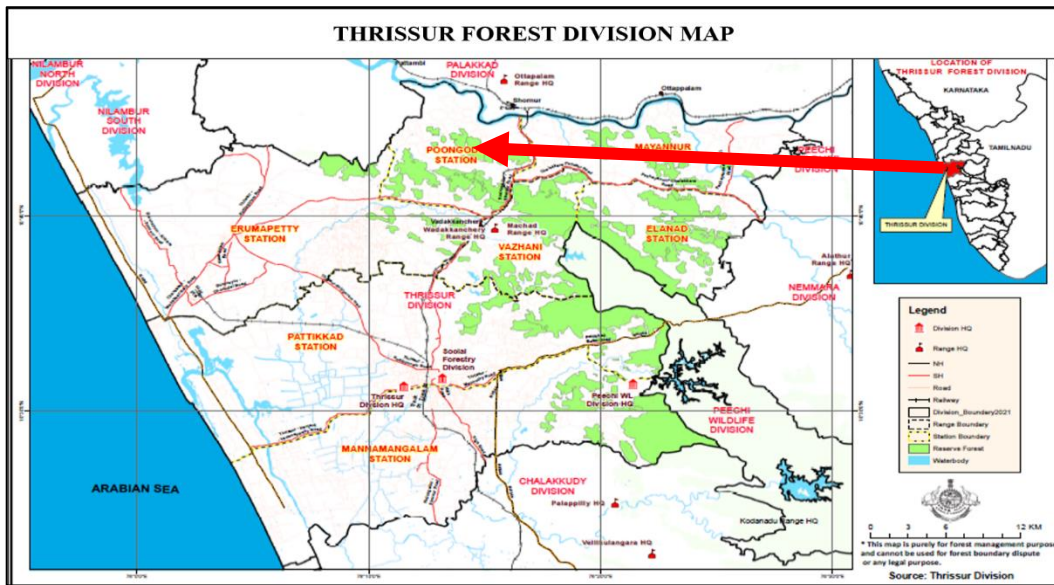 THRISSUR FOREST DIVISION MAP
NILAMBUR
NORTH
DIVISION
NILAMBUR
SOUTH
DIVISION
Pattambi
PALAKKAD
DIVISION
Ottapalam
Range HQ
Shornur
Ottappalam
MAYANNUR
DIVISION
ERUMAPETTY
STATION
Vadakkanchery
Wadakkanchery
Range HQ
Machad
Range HQ
VAZHANI
STATION
ELANAD
STATION
Alathur
Range HQ
NEMMARA
DIVISION
THRISSUR
DIVISION
PATTIKKAD
STATION
Social
Forestry
Division
Thrissur
Division HQ
Peechi WL
Division HQ
PEECHI
WILDLIFE
DIVISION
MANNAMANGALAM
STATION
ARABIAN SEA
CHALAKKUDY
DIVISION
Palappilly HQ
Kodanadu Range HQ
LOCATION OF
THRISSUR FOREST DIVISION
KARNATAKA
TAMILNADU
THRISSUR DIVISION
Legend
Division HQ
Range HQ
NH
SH
Road
Railway
Division_Boundary2021
Range Boundary
Station Boundary
Reserve Forest
Waterbody
0 3 6 12 KM
* This map is purely for forest management purpose
and cannot be used for forest boundary dispute
or any legal purpose.
Source: Thrissur Division